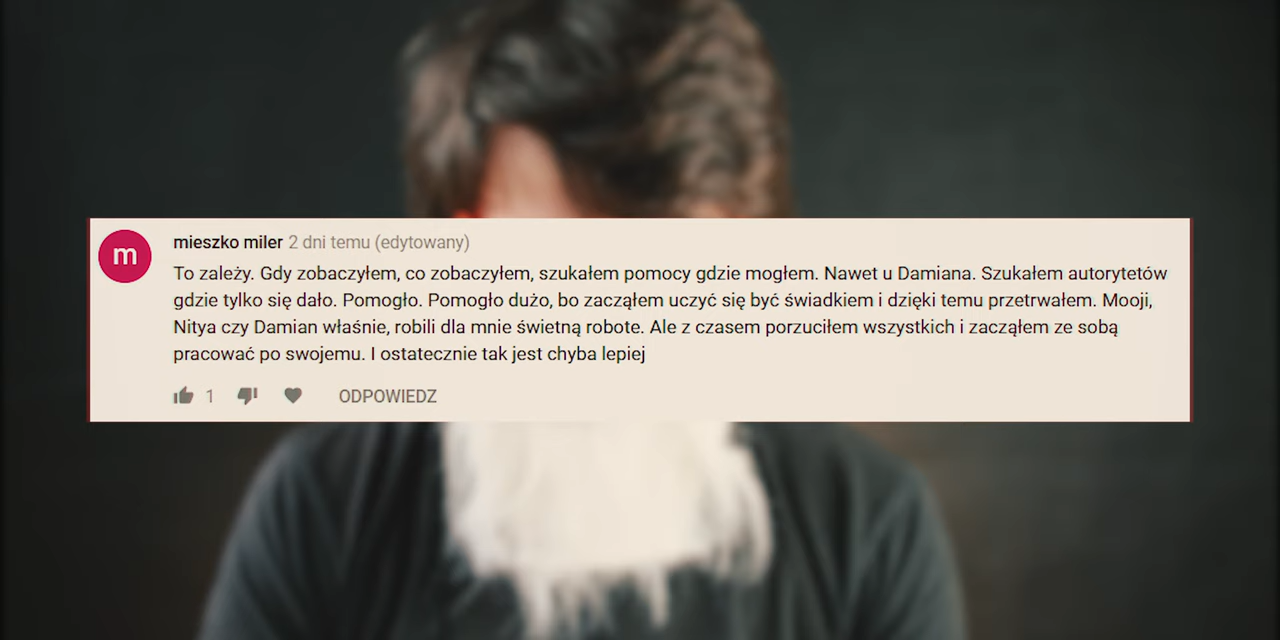 m
mieszko miler 2 dni temu (edytowany)
To zależy. Gdy zobaczyłem, co zobaczyłem, szukałem pomocy gdzie mogłem. Nawet u Damiana. Szukałem autorytetów
gdzie tylko się dało. Pomogło. Pomogło dużo, bo zacząłem uczyć się być świadkiem i dzięki temu przetrwałem. Mooji,
Nitya czy Damian właśnie, robili dla mnie świetną robote. Ale z czasem porzuciłem wszystkich i zacząłem ze sobą
pracować po swojemu. I ostatecznie tak jest chyba lepiej
1 ODPOWIEDZ